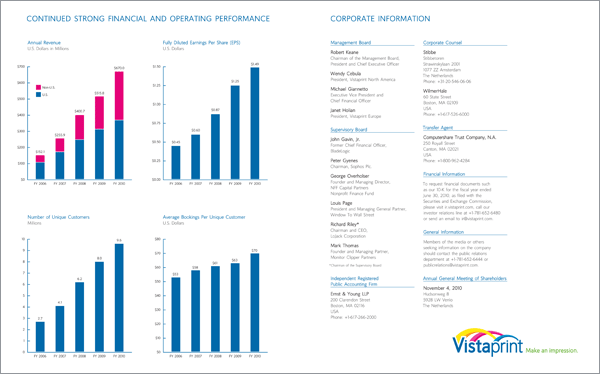 CONTINUED STRONG FINANCIAL AND OPERATING PERFORMANCE
Annual Revenue
U.S. Dollars in Millions
$700
$600
$500
$400
$300
$200
$100
$0
Non-U.S.
U.S.
$152.1
$255.9
$400.7
$515.8
$670.0
FY 2006
FY 2007
FY 2008
FY 2009
FY 2010
Fully Diluted Earnings Per Share (EPS)
U.S. Dollars
$1.50
$1.25
$1.00
$0.75
$0.50
$0.25
$0.00
$0.45
$0.60
$0.87
$1.25
$1.49
FY 2006
FY 2007
FY 2008
FY 2009
FY 2010
Number of Unique Customers
Millions
10
8
6
4
2
0
2.7
4.1
6.2
8.0
9.6
FY 2006
FY 2007
FY 2008
FY 2009
FY 2010
Average Bookings Per Unique Customer
U.S. Dollars
$80
$70
$60
$50
$40
$30
$20
$10
$0
$53
$58
$61
$63
$70
FY 2006
FY 2007
FY 2008
FY 2009
FY 2010
CORPORATE INFORMATION
Management Board
Robert Keane
Chairman of the Management Board,
President and Chief Executive Officer
Wendy Cebula
President, Vistaprint North America
Michael Giannetto
Executive Vice President and
Chief Financial Officer
Janet Holian
President, Vistaprint Europe
Supervisory Board
John Gavin, Jr.
Former Chief Financial Officer,
BladeLogic
Peter Gyenes
Chairman, Sapiens Plc
George Overholser
Founder and Managing Director,
NFF Capital Partners
Nonprofit Finance Fund
Louis Page
President and Managing General Partner,
Window To Wall Street
Richard Riley*
Chairman and CEO,
LoJack Corporation
Mark Thomas
Founder and Managing Partner,
Monitor Clipper Partners
*Chairman of the Supervisory Board
Independent Registered
Public Accounting Firm
Ernst & Young LLP
200 Clarendon Street
Boston, MA 02116
USA
Phone: +1-617-266-2000
Corporate Counsel
Stibbe
Stibbetoren
Strawinskylaan 2001
1077 ZZ Amsterdam
The Netherlands
Phone: +31-20-546-06-06
WilmerHale
60 State Street
Boston, MA 02109
USA
Phone: +1-617-526-6000
Transfer Agent
Computershare Trust Company, N.A.
250 Royall Street
Canton, MA 02021
USA
Phone: +1-800-962-4284
Financial Information
To request financial documents such
as our 10-K for the fiscal year ended
June 30, 2010, as filed with the
Securities and Exchange Commission,
please visit ir.vistaprint.com, call our
investor relations line at +1-781-652-6480
or send an email to ir@vistaprint.com.
General Information
Members of the media or others
seeking information on the company
should contact the public relations
department at +1-781-652-6444 or
publicrelations@vistaprint.com.
Annual General Meeting of Shareholders
November 4, 2010
Hudsonweg 8
5928 LW Venlo
The Netherlands
Vistaprint Make an impression.